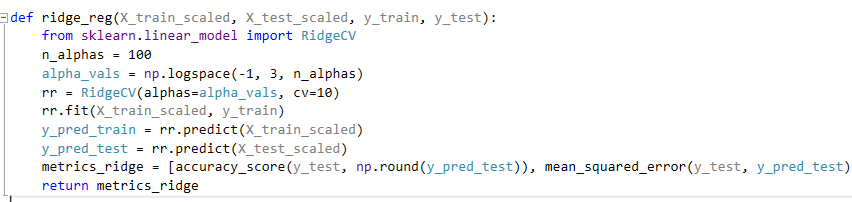 def ridge_reg(X_train_scaled, X_test_scaled, y_train, y_test):
from sklearn.linear_model import RidgeCV
n_alphas = 100
alpha_vals = np.logspace(-1, 3, n_alphas)
rr = RidgeCV(alphas=alpha_vals, cv=10)
rr.fit(X_train_scaled, y_train)
y_pred_train = rr.predict(X_train_scaled)
y_pred_test = rr.predict(X_test_scaled)
metrics_ridge = [accuracy_score(y_test, np.round(y_pred_test)), mean_squared_error(y_test, y_pred_test)
return metrics_ridge